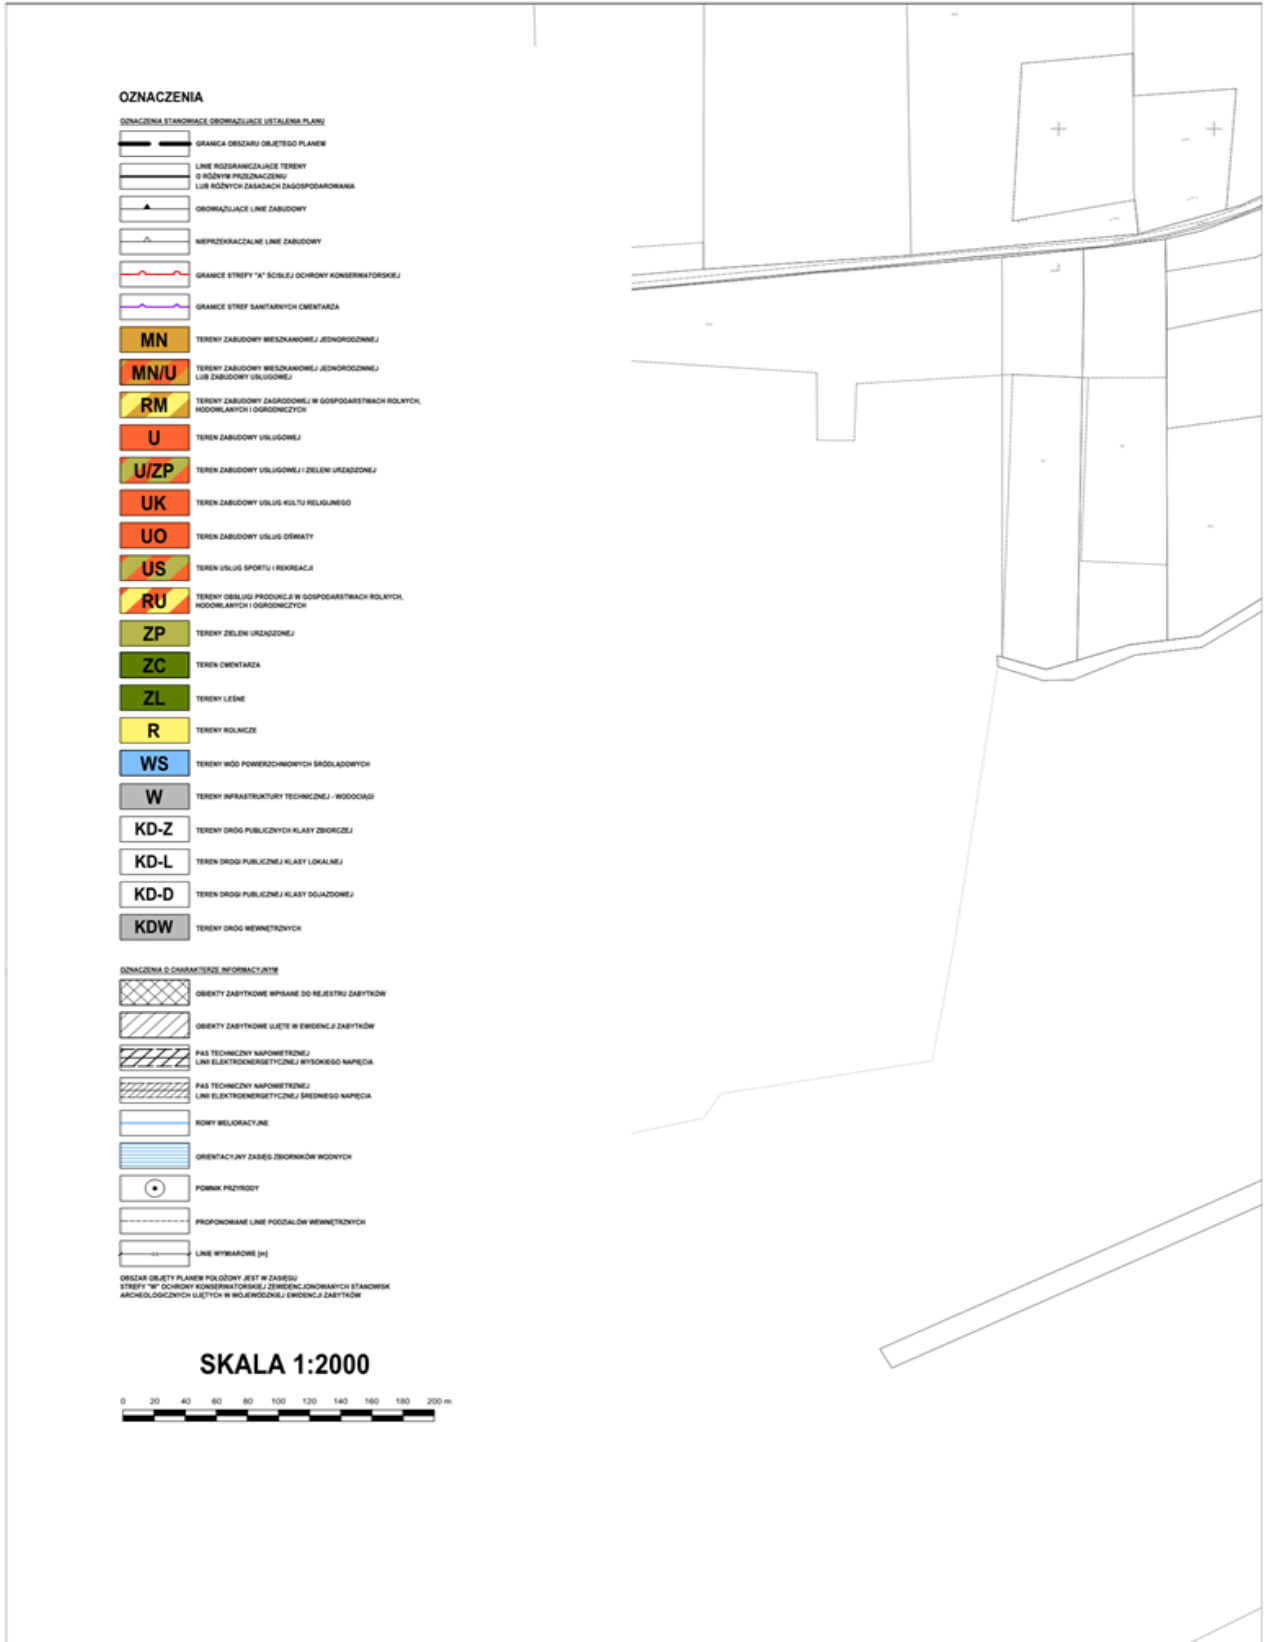 OZNACZENIA
OZNACZENIA STANOWIĄCE OBOWIĄZUJĄCE USTALENIA PLANU
GRANICA OBSZARU OBJĘTEGO PLANEM
LINIE ROZGRANICZAJĄCE TERENY
O RÓŻNYM PRZEZNACZENIU
LUB RÓŻNYCH ZASADACH ZAGOSPODAROWANIA
OBOWIĄZUJĄCE LINIE ZABUDOWY
NIEPRZEKRACZALNE LINIE ZABUDOWY
GRANICE STREFY "A" ŚCISŁEJ OCHRONY KONSERWATORSKIEJ
GRANICE STREF SANITARNYCH CMENTARZA
MN TERENY ZABUDOWY MIESZKANIOWEJ JEDNORODZINNEJ
MN/U TERENY ZABUDOWY MIESZKANIOWEJ JEDNORODZINNEJ
LUB ZABUDOWY USŁUGOWEJ
RM TERENY ZABUDOWY ZAGRODOWEJ W GOSPODARSTWACH ROLNYCH,
HODOWLANYCH I OGRODNICZYCH
U TEREN ZABUDOWY USŁUGOWEJ
U/ZP TEREN ZABUDOWY USŁUGOWEJ I ZIELENI URZĄDZONEJ
UK TEREN ZABUDOWY USŁUG KULTU RELIGIJNEGO
UO TEREN ZABUDOWY USŁUG OŚWIATY
US TEREN USŁUG SPORTU I REKREACJI
RU TERENY OBSŁUGI PRODUKCJI W GOSPODARSTWACH ROLNYCH,
HODOWLANYCH I OGRODNICZYCH
ZP TERENY ZIELENI URZĄDZONEJ
ZC TEREN CMENTARZA
ZL TERENY LEŚNE
R TERENY ROLNICZE
WS TERENY WÓD POWIERZCHNIOWYCH ŚRÓDLĄDOWYCH
W TERENY INFRASTRUKTURY TECHNICZNEJ - WODOCIĄGI
KD-Z TERENY DRÓG PUBLICZNYCH KLASY ZBIORCZEJ
KD-L TEREN DROGI PUBLICZNEJ KLASY LOKALNEJ
KD-D TEREN DROGI PUBLICZNEJ KLASY DOJAZDOWEJ
KDW TERENY DRÓG WEWNĘTRZNYCH
OZNACZENIA O CHARAKTERZE INFORMACYJNYM
OBIEKTY ZABYTKOWE WPISANE DO REJESTRU ZABYTKÓW
OBIEKTY ZABYTKOWE UJĘTE W EWIDENCJI ZABYTKÓW
PAS TECHNICZNY NAPOWIETRZNEJ
LINII ELEKTROENERGETYCZNEJ WYSOKIEGO NAPIĘCIA
PAS TECHNICZNY NAPOWIETRZNEJ
LINII ELEKTROENERGETYCZNEJ ŚREDNIEGO NAPIĘCIA
ROWY MELIORACYJNE
ORIENTACYJNY ZASIĘG ZBIORNIKÓW WODNYCH
POMNIK PRZYRODY
PROPONOWANE LINIE PODZIAŁÓW WEWNĘTRZNYCH
LINIE WYMIAROWE [m]
OBSZAR OBJĘTY PLANEM POŁOŻONY JEST W ZASIĘGU
STREFY "W" OCHRONY KONSERWATORSKIEJ ZEWIDENCJONOWANYCH STANOWISK
ARCHEOLOGICZNYCH UJĘTYCH W WOJEWÓDZKIEJ EWIDENCJI ZABYTKÓW
SKALA 1:2000
0 20 40 60 80 100 120 140 160 180 200 m